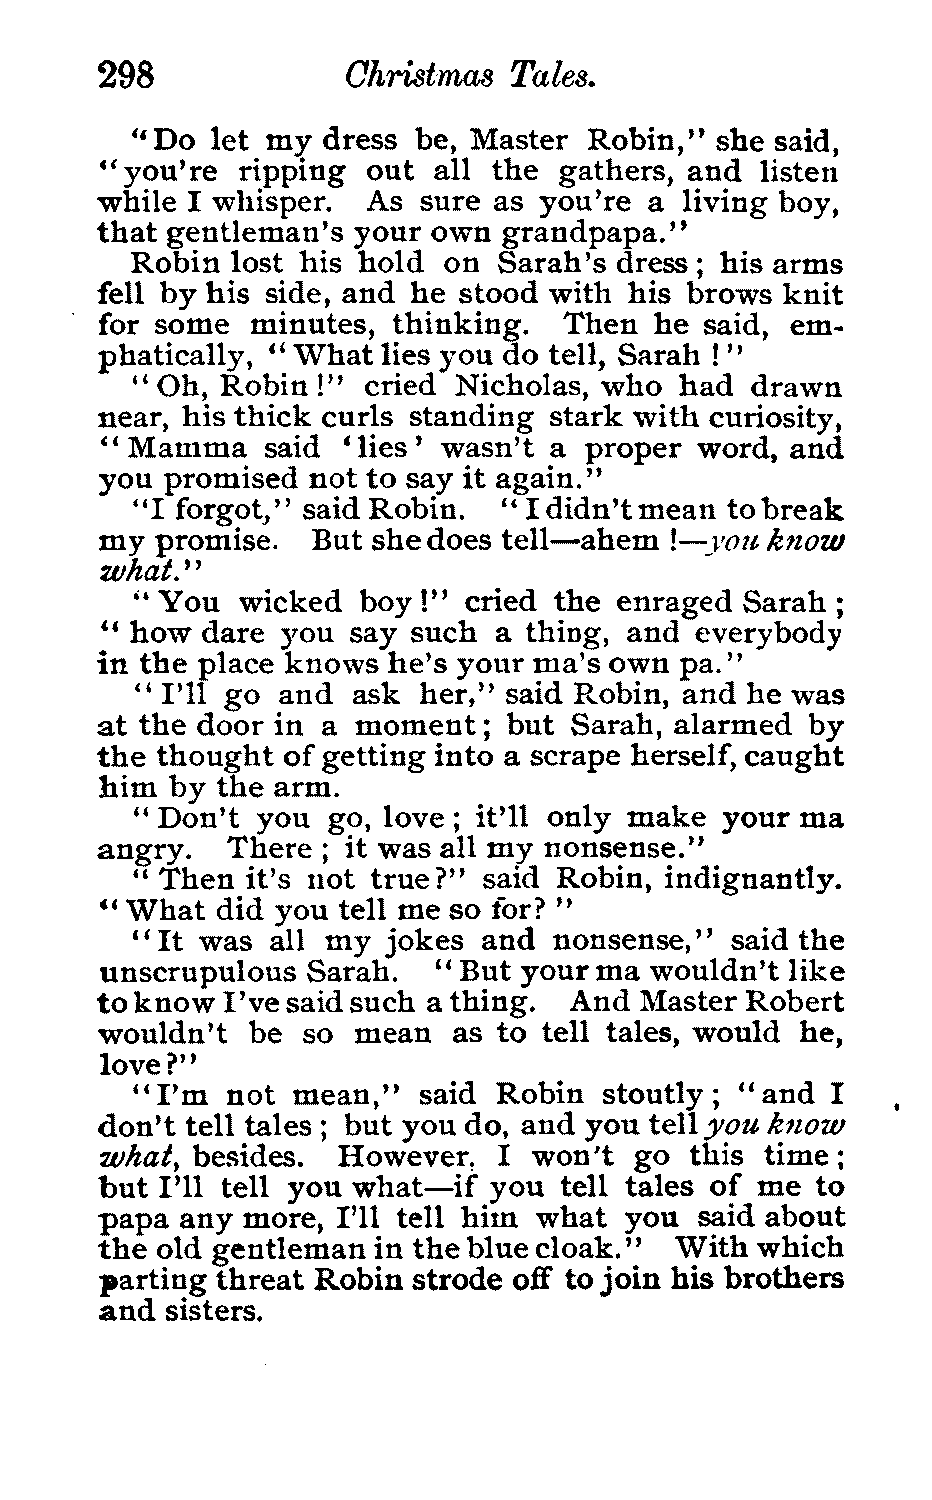 298 Christmas Tales.
"Do let my dress be, Master Robin," she said,
"you're ripping out all the gathers, and listen
while I whisper. As sure as you're a living boy,
that gentleman's your own grandpapa."
Robin lost his hold on Sarah's dress; his arms
fell by his side, and he stood with his brows knit
for some minutes, thinking. Then he said, em-
phatically, "What lies you do tell, Sarah!"
"Oh, Robin!" cried Nicholas, who had drawn
near, his thick curls standing stark with curiosity,
"Mamma said 'lies' wasn't a proper word, and
you promised not to say it again."
"I forgot," said Robin. "I didn't mean to break
my promise. But she does tell—ahem!—you know
what."
"You wicked boy!" cried the enraged Sarah;
"how dare you say such a thing, and everybody
in the place knows he's your ma's own pa."
"I'll go and ask her," said Robin, and he was
at the door in a moment; but Sarah, alarmed by
the thought of getting into a scrape herself, caught
him by the arm.
"Don't you go, love; it'll only make your ma
angry. There; it was all my nonsense."
"Then it's not true?" said Robin, indignantly.
"What did you tell me so for?"
"It was all my jokes and nonsense," said the
unscrupulous Sarah. "But your ma wouldn't like
to know I've said such a thing. And Master Robert
wouldn't be so mean as to tell tales, would he,
love?"
"I'm not mean," said Robin stoutly; "and I
don't tell tales; but you do, and you tell you know
what, besides. However, I won't go this time;
but I'll tell you what—if you tell tales of me to
papa any more, I'll tell him what you said about
the old gentleman in the blue cloak." With which
parting threat Robin strode off to join his brothers
and sisters.